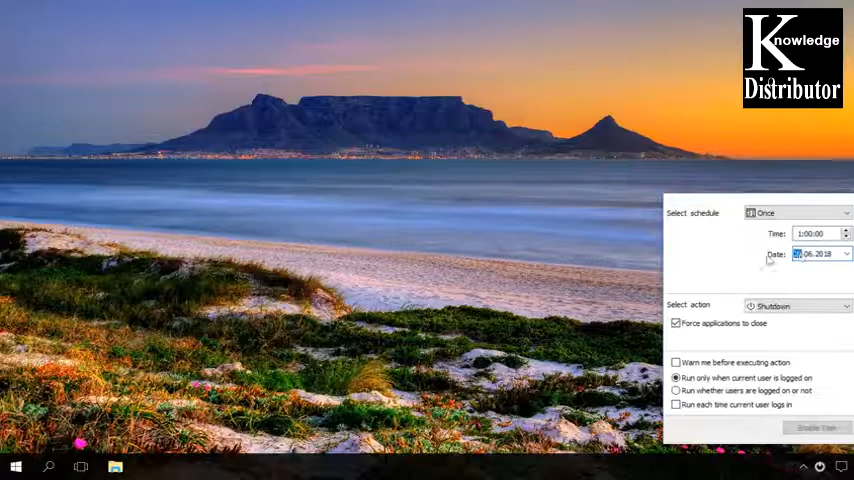 Knowledge
Distributor
Select schedule
Once
Time:
1:00:00
Date:
.06.2018
Select action
Shutdown
Force applications to close
Warn me before executing action
Run only when current user is logged on
Run whether users are logged on or not
Run each time current user logs in